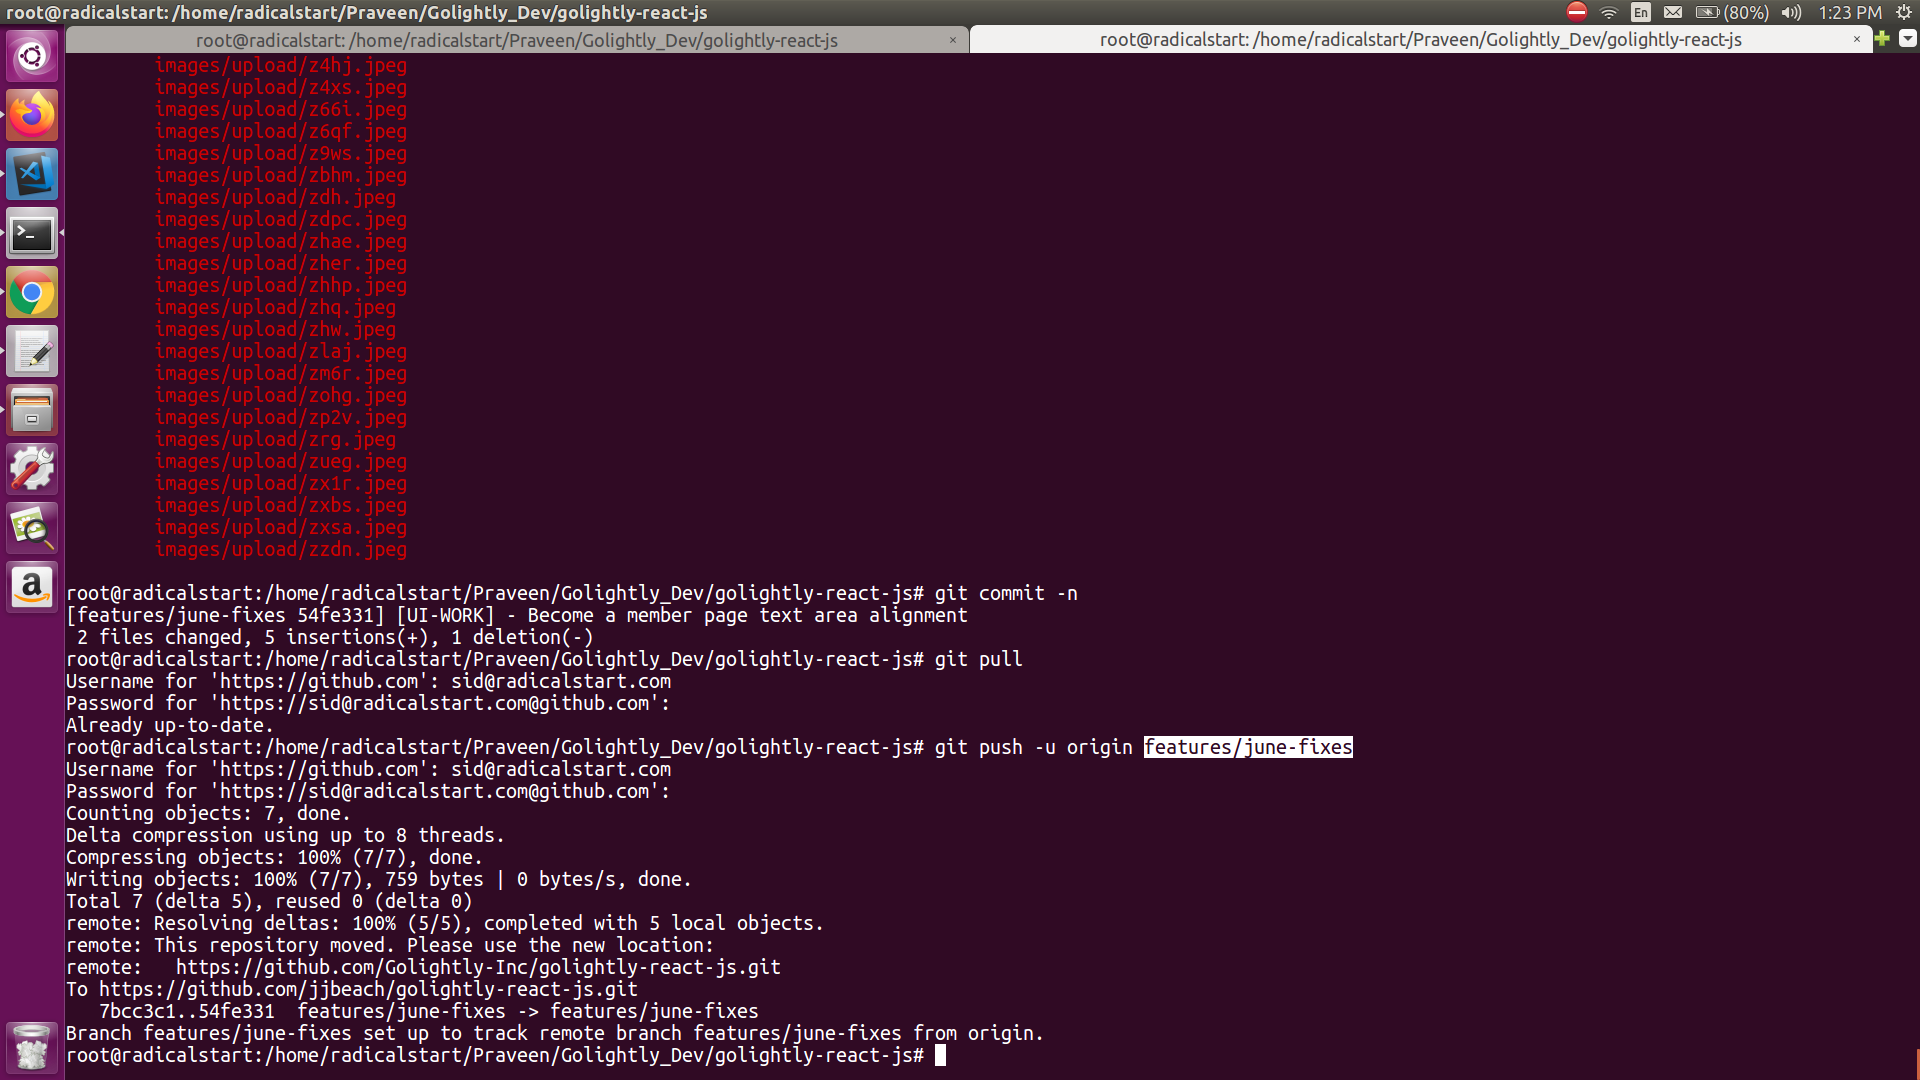 root@radicalstart: /home/radicalstart/Praveen/Golightly_Dev/golightly-react-js
En
(80%)
1:23 PM
root@radicalstart: /home/radicalstart/Praveen/Golightly_Dev/golightly-react-js ×
root@radicalstart: /home/radicalstart/Praveen/Golightly_Dev/golightly-react-js ×
images/upload/z4hj.jpeg
images/upload/z4xs.jpeg
images/upload/z66i.jpeg
images/upload/z6qf.jpeg
images/upload/z9ws.jpeg
images/upload/zbhm.jpeg
images/upload/zdh.jpeg
images/upload/zdpc.jpeg
images/upload/zhae.jpeg
images/upload/zher.jpeg
images/upload/zhhp.jpeg
images/upload/zhq.jpeg
images/upload/zhw.jpeg
images/upload/zlaj.jpeg
images/upload/zm6r.jpeg
images/upload/zohg.jpeg
images/upload/zp2v.jpeg
images/upload/zrg.jpeg
images/upload/zueg.jpeg
images/upload/zx1r.jpeg
images/upload/zxbs.jpeg
images/upload/zxsa.jpeg
images/upload/zzdn.jpeg
root@radicalstart:/home/radicalstart/Praveen/Golightly_Dev/golightly-react-js# git commit -n
[features/june-fixes 54fe331] [UI-WORK] - Become a member page text area alignment
2 files changed, 5 insertions(+), 1 deletion(-)
root@radicalstart:/home/radicalstart/Praveen/Golightly_Dev/golightly-react-js# git pull
Username for 'https://github.com': sid@radicalstart.com
Password for 'https://sid@radicalstart.com@github.com':
Already up-to-date.
root@radicalstart:/home/radicalstart/Praveen/Golightly_Dev/golightly-react-js# git push -u origin features/june-fixes
Username for 'https://github.com': sid@radicalstart.com
Password for 'https://sid@radicalstart.com@github.com':
Counting objects: 7, done.
Delta compression using up to 8 threads.
Compressing objects: 100% (7/7), done.
Writing objects: 100% (7/7), 759 bytes | 0 bytes/s, done.
Total 7 (delta 5), reused 0 (delta 0)
remote: Resolving deltas: 100% (5/5), completed with 5 local objects.
remote: This repository moved. Please use the new location:
remote:   https://github.com/Golightly-Inc/golightly-react-js.git
To https://github.com/jjbeach/golightly-react-js.git
7bcc3c1..54fe331  features/june-fixes -> features/june-fixes
Branch features/june-fixes set up to track remote branch features/june-fixes from origin.
root@radicalstart:/home/radicalstart/Praveen/Golightly_Dev/golightly-react-js#
>_
a